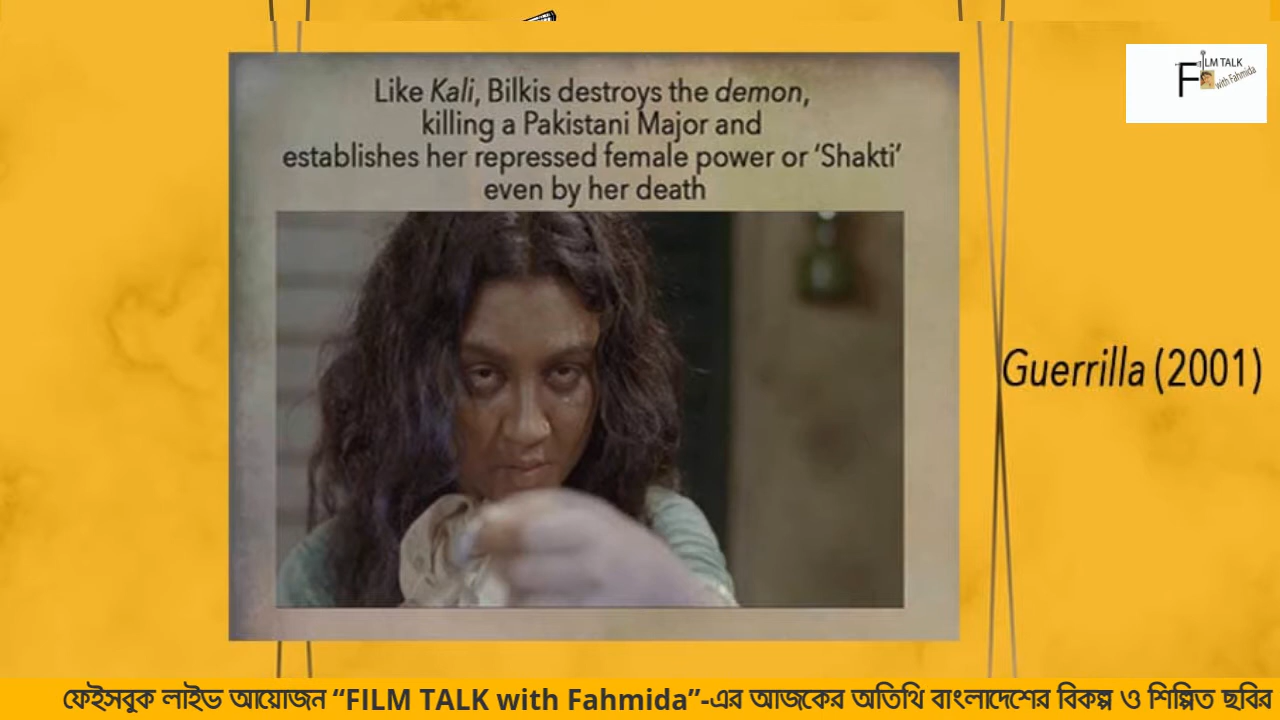 Like Kali, Bilkis destroys the demon,
killing a Pakistani Major and
establishes her repressed female power or ‘Shakti’
even by her death
FILM TALK
with Fahmida
Guerrilla (2001)
ফেইসবুক লাইভ আয়োজন “FILM TALK with Fahmida”-এর আজকের অতিথি বাংলাদেশের বিকল্প ও শিল্পিত ছবির